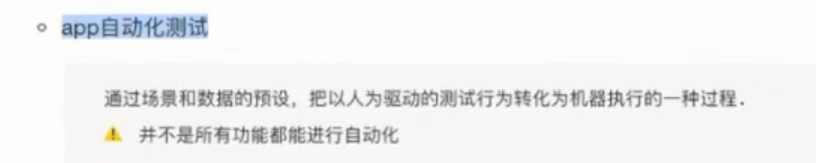 app自动化测试
通过场景和数据的预设，把以人为驱动的测试行为转化为机器执行的一种过程.
并不是所有功能都能进行自动化